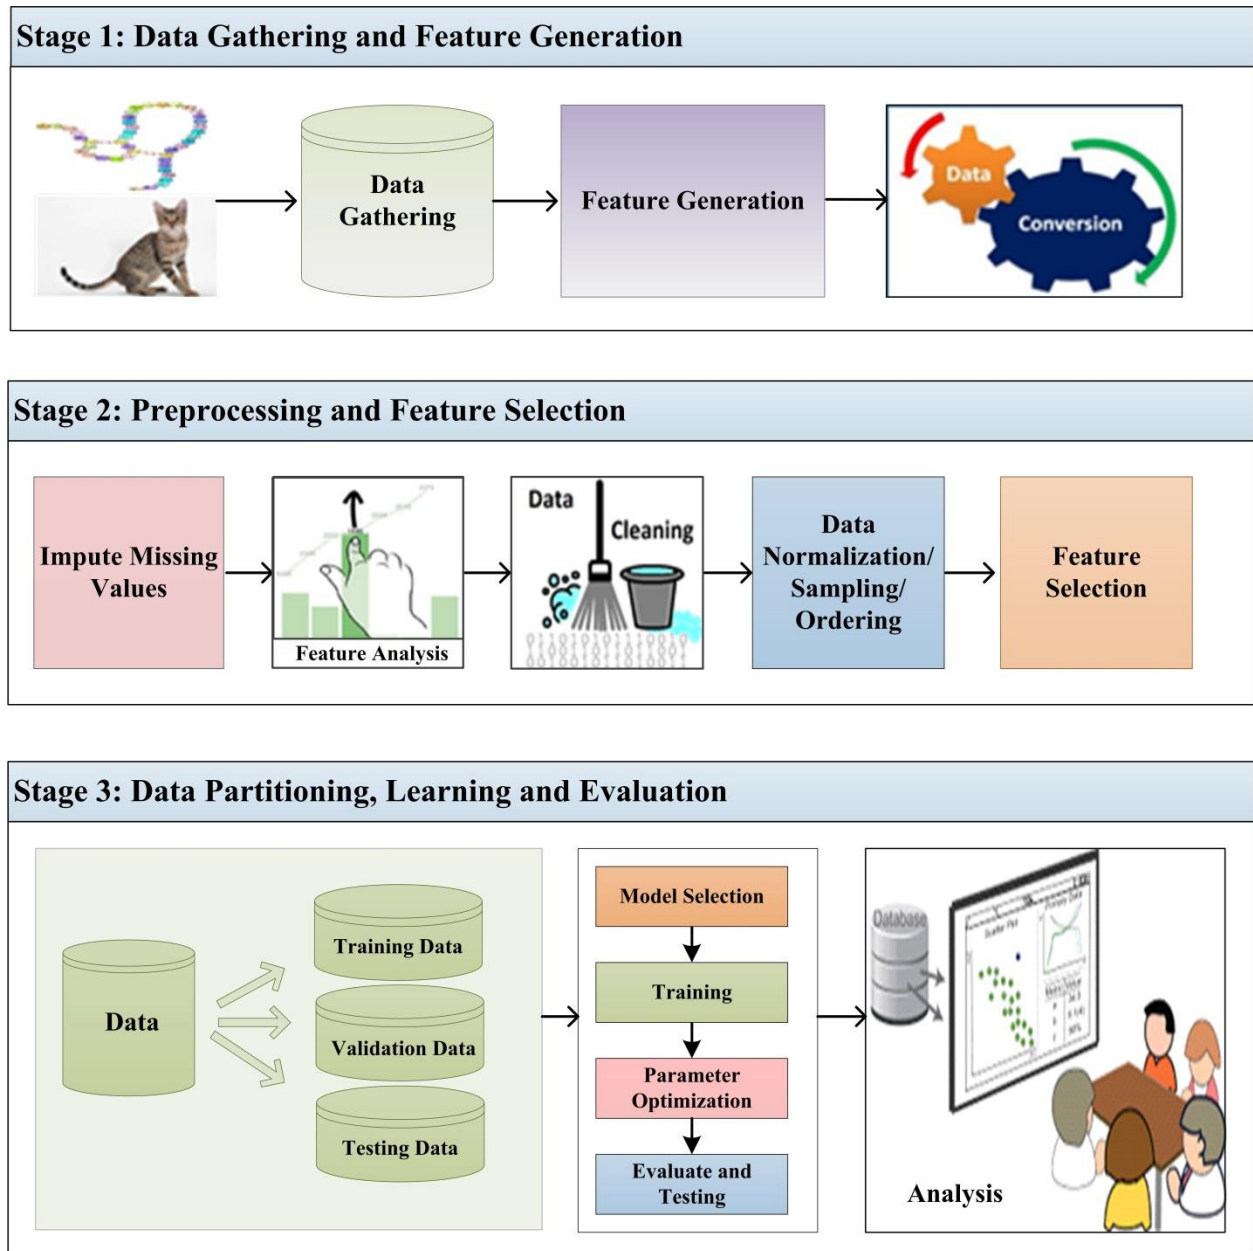 Stage 1: Data Gathering and Feature Generation
Data
Gathering
Feature Generation
Data
Conversion
Stage 2: Preprocessing and Feature Selection
Impute Missing
Values
Feature Analysis
Data
Cleaning
Data
Normalization/
Sampling/
Ordering
Feature
Selection
Stage 3: Data Partitioning, Learning and Evaluation
Data
Training Data
Validation Data
Testing Data
Model Selection
Training
Parameter
Optimization
Evaluate and
Testing
Database
Scatter Plot
Analysis